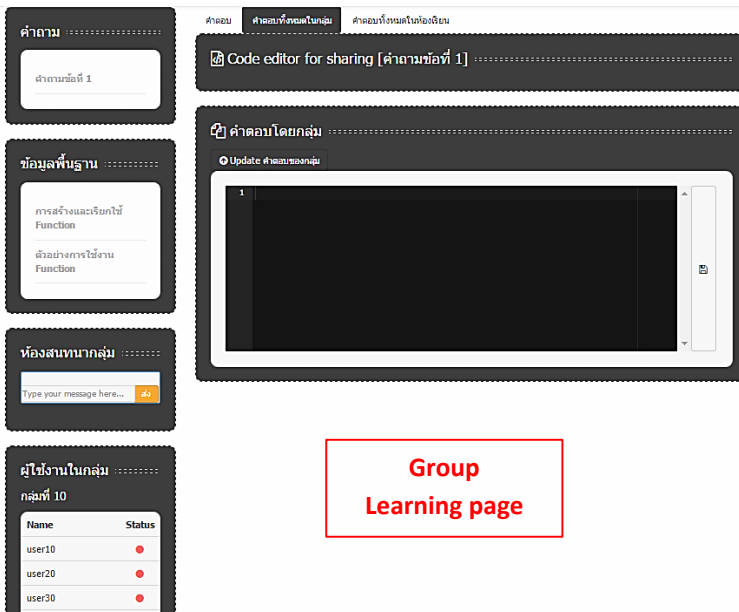 คำถาม
คำถามข้อที่ 1
ข้อมูลพื้นฐาน
การสร้างและเรียกใช้
Function
ตัวอย่างการใช้งาน
Function
ห้องสนทนากลุ่ม
Type your message here...
ส่ง
ผู้ใช้งานในกลุ่ม
กลุ่มที่ 10
Name Status
user10
user20
user30
คำตอบ คำตอบทั้งหมดในกลุ่ม คำตอบทั้งหมดในห้องเรียน
Code editor for sharing [คำถามข้อที่ 1]
คำตอบโดยกลุ่ม
Update คำตอบของกลุ่ม
1
Group
Learning page